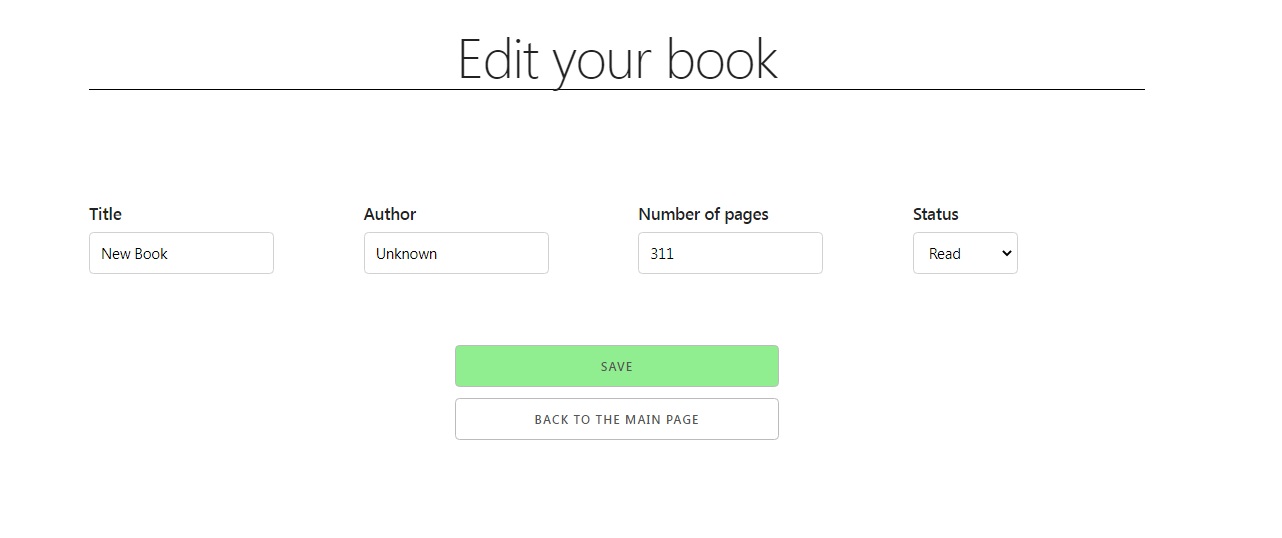 Edit your book
Title Author Number of pages Status
New Book Unknown 311 Read
SAVE
BACK TO THE MAIN PAGE